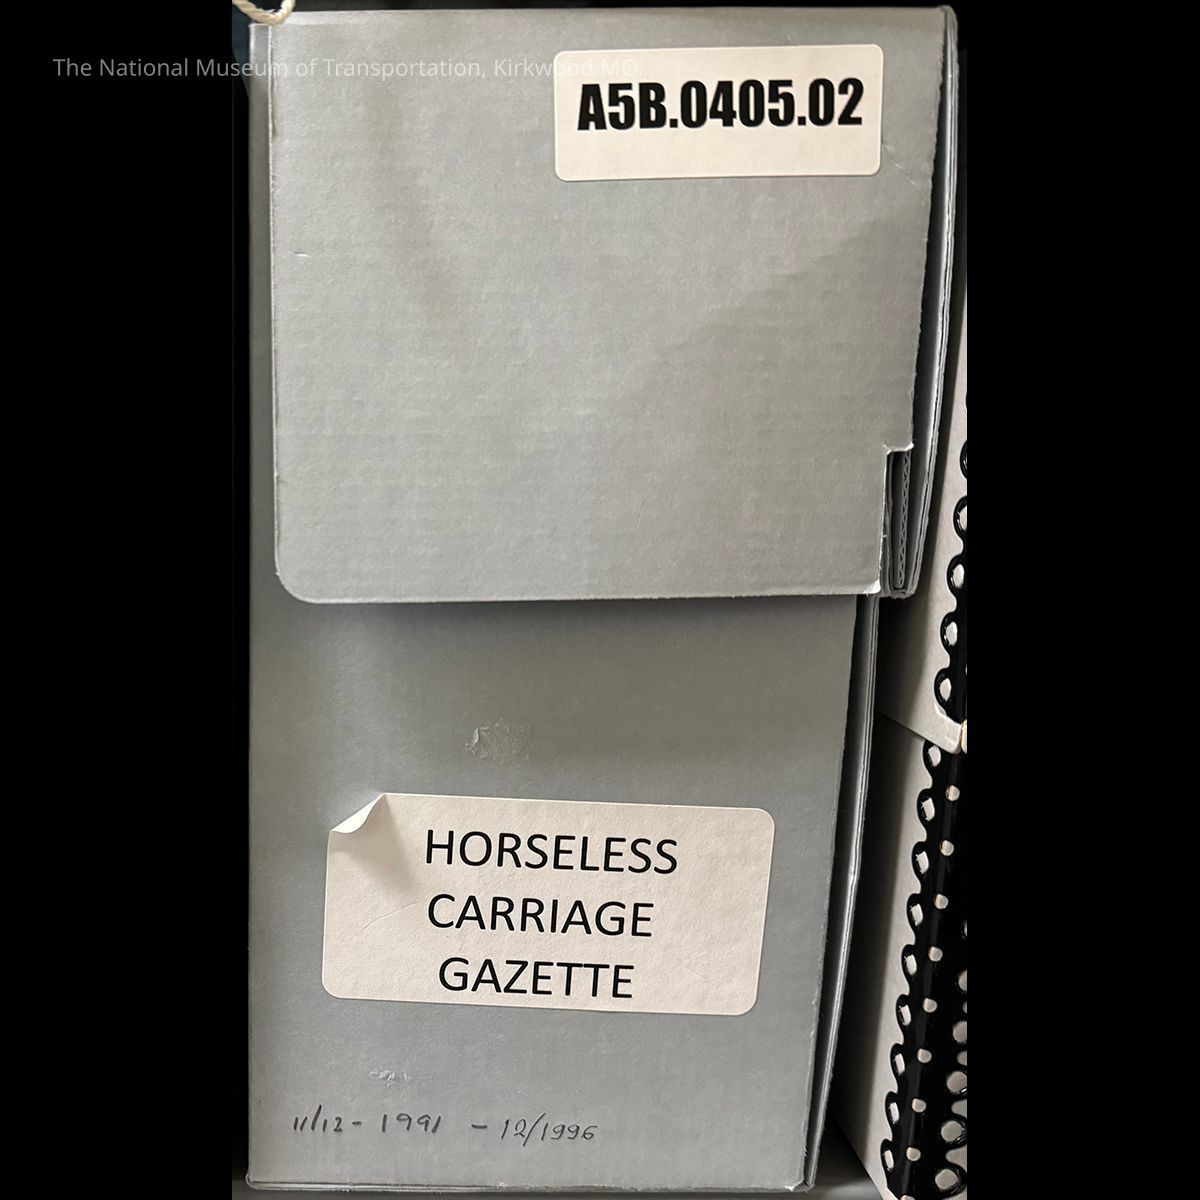 The National Museum of Transportation, Kirkwood MO.
A5B.0405.02
HORSELESS
CARRIAGE
GAZETTE
11/12- 1991 - 12/1996